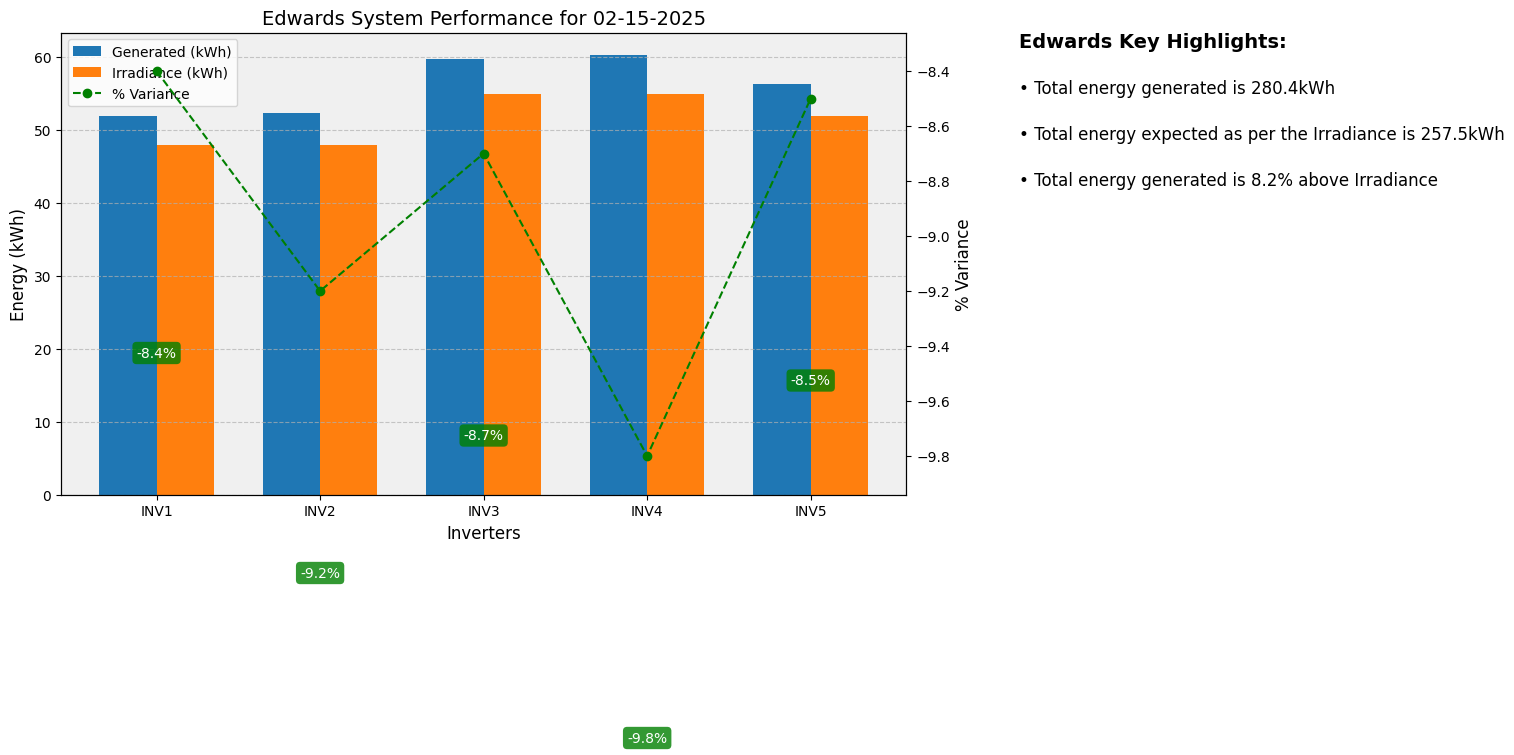 Edwards System Performance for 02-15-2025
Generated (kWh)
Irradiance (kWh)
% Variance
60
50
40
30
20
10
0
Energy (kWh)
−8.4
−8.6
−8.8
−9.0
−9.2
−9.4
−9.6
−9.8
% Variance
-8.4%
-9.2%
-8.7%
-9.8%
-8.5%
INV1
INV2
INV3
INV4
INV5
Inverters
Edwards Key Highlights:
• Total energy generated is 280.4kWh
• Total energy expected as per the Irradiance is 257.5kWh
• Total energy generated is 8.2% above Irradiance